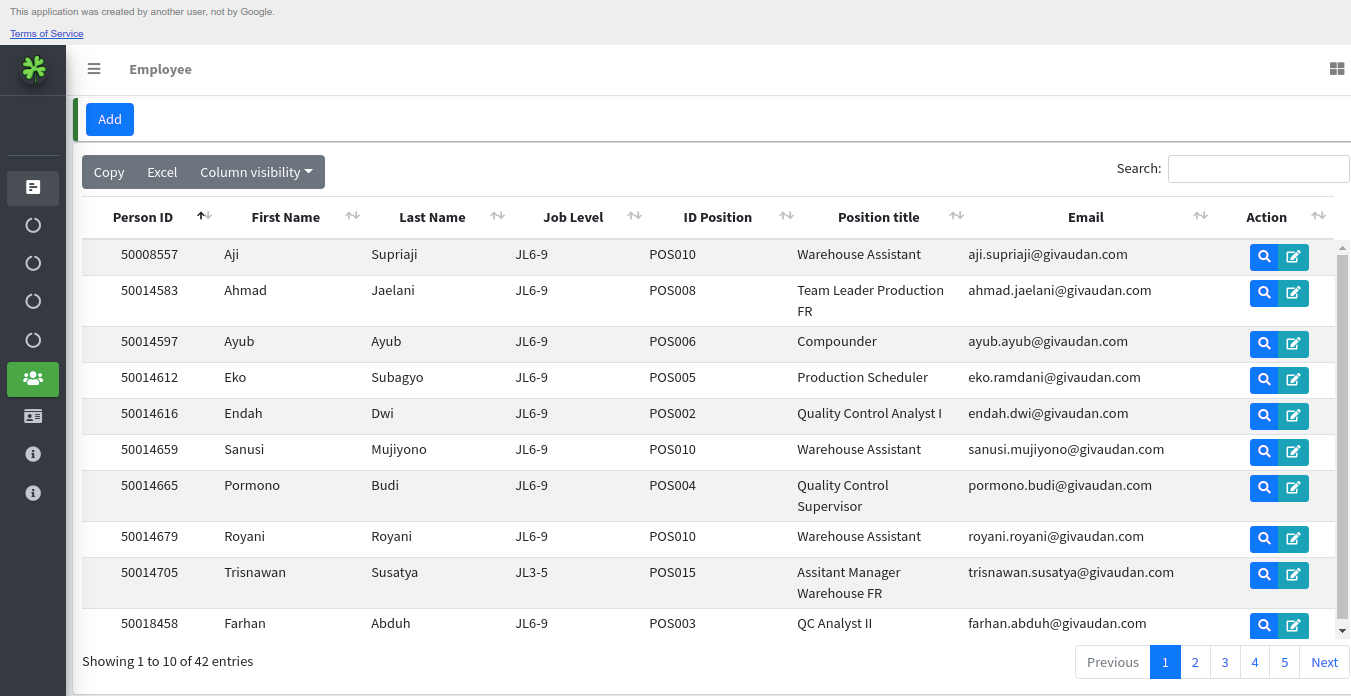 This application was created by another user, not by Google.
Terms of Service
Employee
Add
Copy Excel Column visibility
Search:
Person ID First Name Last Name Job Level ID Position Position title Email Action
50008557 Aji Supriaji JL6-9 POS010 Warehouse Assistant aji.supriaji@givaudan.com
50014583 Ahmad Jaelani JL6-9 POS008 Team Leader Production ahmad.jaelani@givaudan.com
FR
50014597 Ayub Ayub JL6-9 POS006 Compounder ayub.ayub@givaudan.com
50014612 Eko Subagyo JL6-9 POS005 Production Scheduler eko.ramdani@givaudan.com
50014616 Endah Dwi JL6-9 POS002 Quality Control Analyst I endah.dwi@givaudan.com
50014659 Sanusi Mujiyono JL6-9 POS010 Warehouse Assistant sanusi.mujiyono@givaudan.com
50014665 Pormono Budi JL6-9 POS004 Quality Control pormono.budi@givaudan.com
Supervisor
50014679 Royani Royani JL6-9 POS010 Warehouse Assistant royani.royani@givaudan.com
50014705 Trisnawan Susatya JL3-5 POS015 Assitant Manager trisnawan.susatya@givaudan.com
Warehouse FR
50018458 Farhan Abduh JL6-9 POS003 QC Analyst II farhan.abduh@givaudan.com
Showing 1 to 10 of 42 entries
Previous 1 2 3 4 5 Next